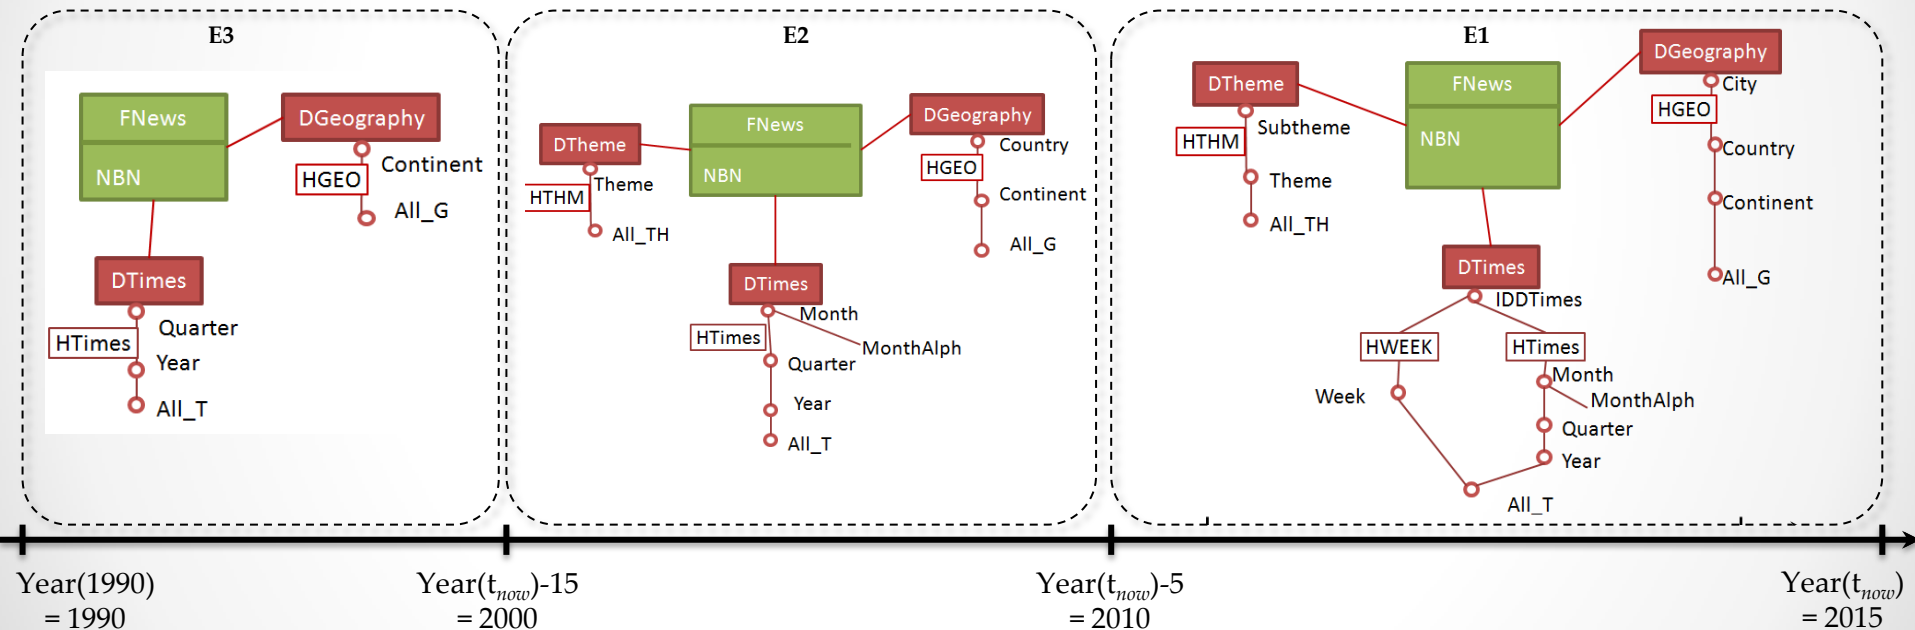 E3
FNews
NBN
DGeography
Continent
HGEO
All_G
DTimes
Quarter
HTimes
Year
All_T
E2
DTheme
Theme
HTHM
All_TH
FNews
NBN
DGeography
Country
HGEO
Continent
All_G
DTimes
Month
HTimes
MonthAlph
Quarter
Year
All_T
E1
DTheme
Subtheme
HTHM
Theme
All_TH
FNews
NBN
DGeography
City
HGEO
Country
Continent
All_G
DTimes
IDDTimes
HWEEK
HTimes
Week
Month
MonthAlph
Quarter
Year
All_T
Year(1990)
= 1990
Year(tnow)-15
= 2000
Year(tnow)-5
= 2010
Year(tnow)
= 2015